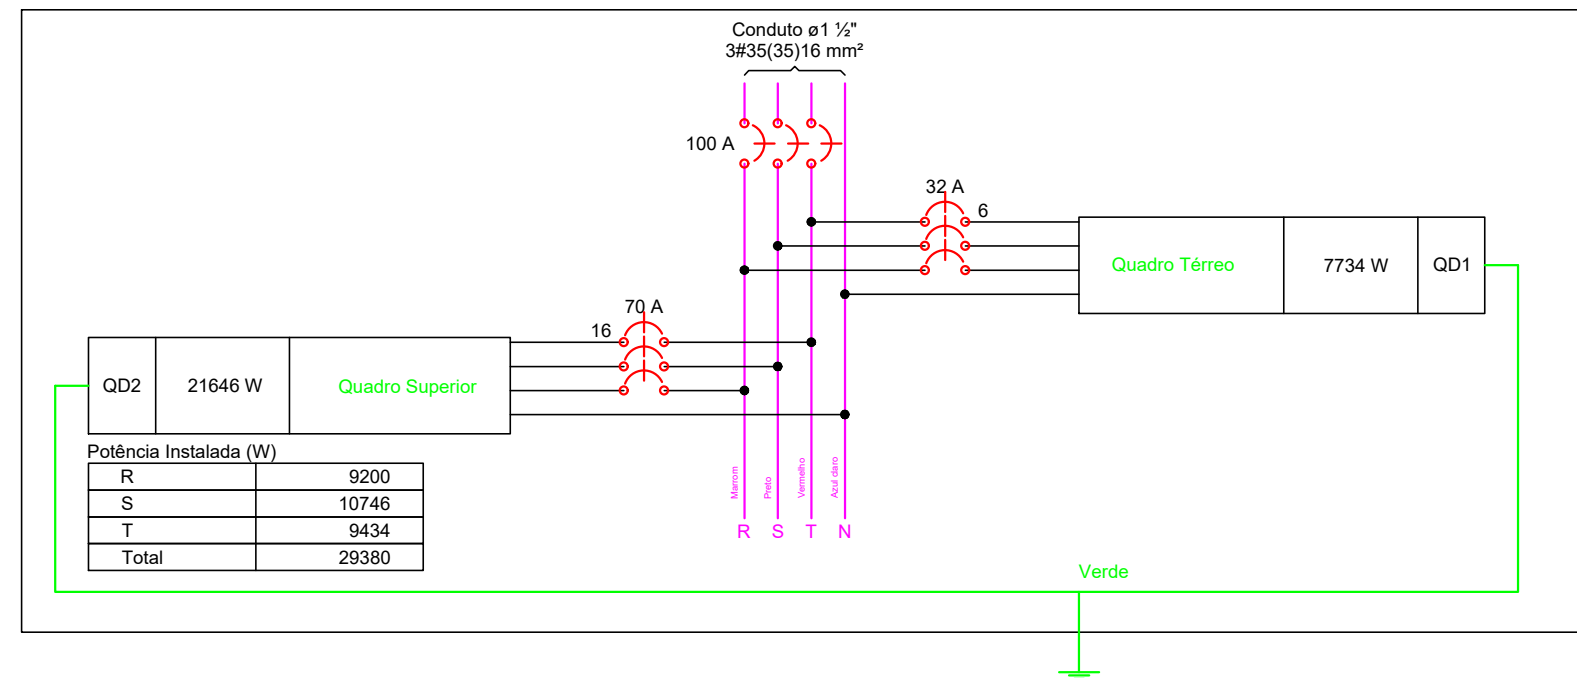 Conduto ø1 ½"
3#35(35)16 mm²
100 A
32 A
6
Quadro Térreo
7734 W
QD1
70 A
16
QD2
21646 W
Quadro Superior
Potência Instalada (W)
R 9200
S 10746
T 9434
Total 29380
Marrom
Preto
Vermelho
Azul claro
R S T N
Verde